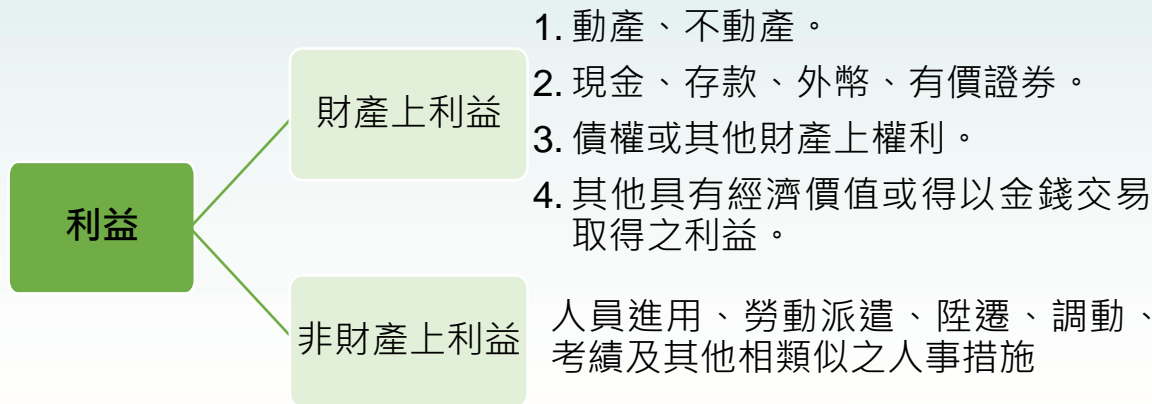 利益
財產上利益
1. 動產、不動產。
2. 現金、存款、外幣、有價證券。
3. 債權或其他財產上權利。
4. 其他具有經濟價值或得以金錢交易
取得之利益。
非財產上利益
人員進用、勞動派遣、陞遷、調動、
考績及其他相類似之人事措施